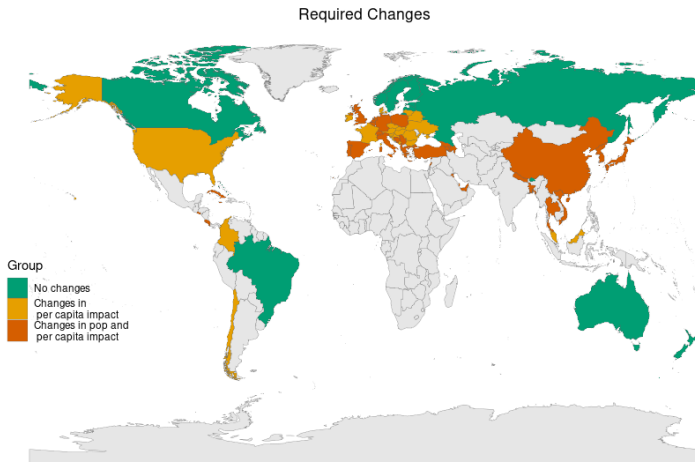 Required Changes
Group
No changes
Changes in
per capita impact
Changes in pop and
per capita impact